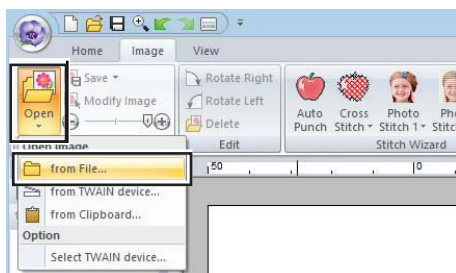 Home Image View
Save
Modify Image
Open
Rotate Right
Rotate Left
Delete
Edit
Auto Punch
Cross Stitch
Photo Stitch 1
Stitch Wizard
Open Image
from File...
from TWAIN device...
from Clipboard...
Option
Select TWAIN device...
50
0